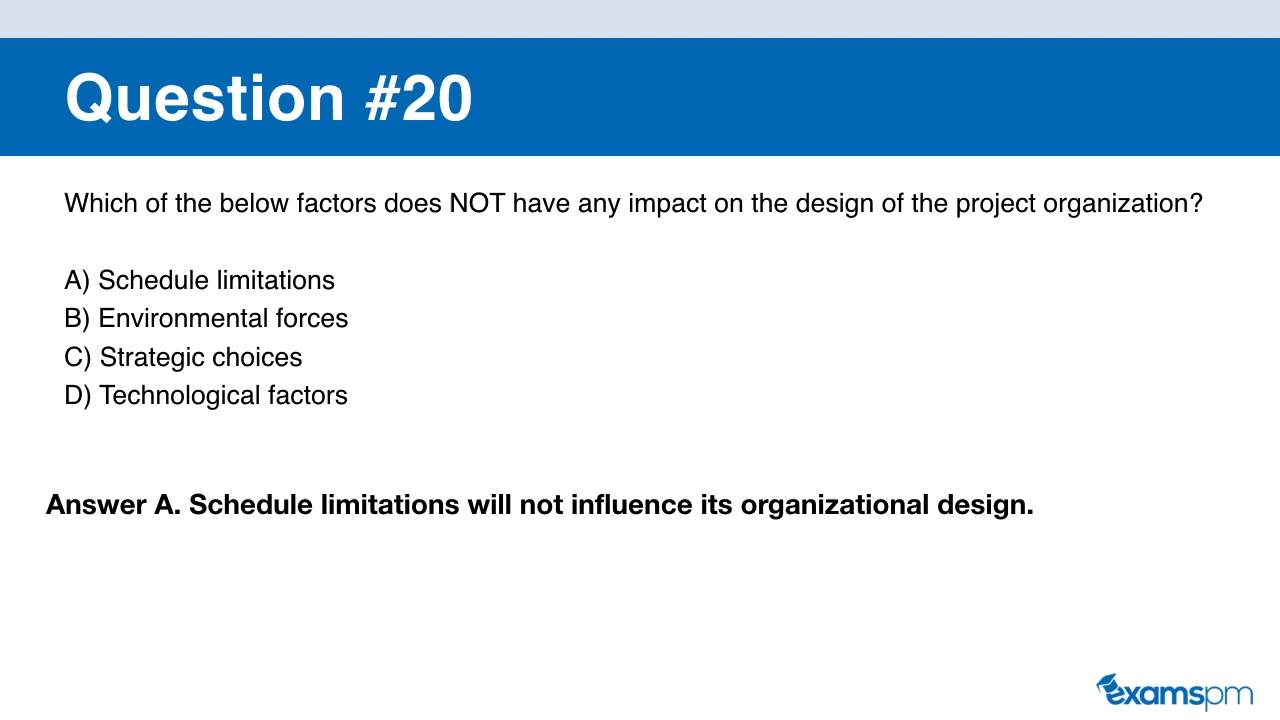 Question #20
Which of the below factors does NOT have any impact on the design of the project organization?
A) Schedule limitations
B) Environmental forces
C) Strategic choices
D) Technological factors
Answer A. Schedule limitations will not influence its organizational design.
examspm